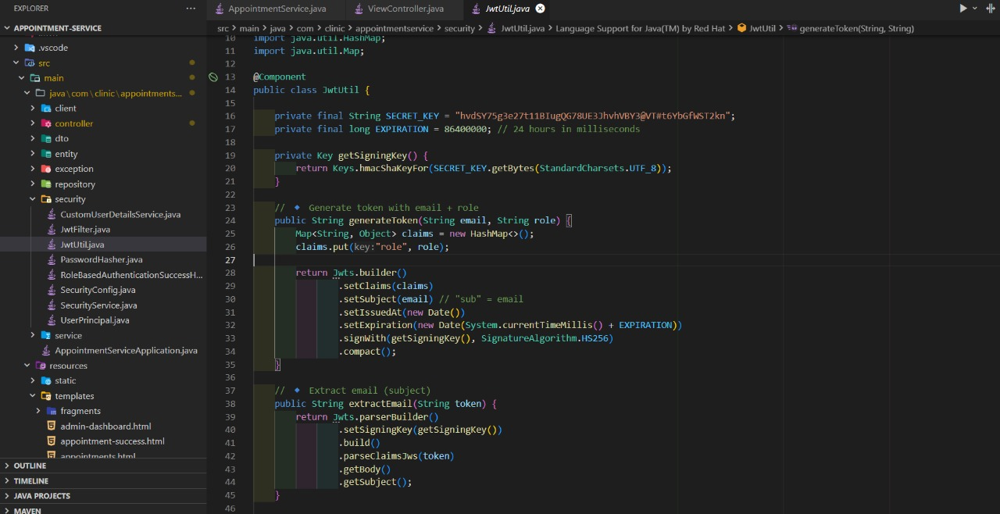 EXPLORER
APPOINTMENT-SERVICE
.vscode
src
main
java\com\clinic\appointments...
client
controller
dto
entity
exception
repository
security
CustomUserDetailsService.java
JwtFilter.java
JwtUtil.java
PasswordHasher.java
RoleBasedAuthenticationSuccessH...
SecurityConfig.java
SecurityService.java
UserPrincipal.java
service
AppointmentServiceApplication.java
resources
static
templates
fragments
admin-dashboard.html
appointment-success.html
appointments.html
OUTLINE
TIMELINE
JAVA PROJECTS
MAVEN
AppointmentService.java
ViewController.java
JwtUtil.java
src > main > java > com > clinic > appointmentservice > security > JwtUtil.java > Language Support for Java(TM) by Red Hat > JwtUtil > generateToken(String, String)
10 import java.util.HashMap;
11 import java.util.Map;
12
13 @Component
14 public class JwtUtil {
15
16 private final String SECRET_KEY = "hvdSY75g3e27t11BIugQG78UE3JhvhVBY3@VT#t6YbGfWST2kn";
17 private final long EXPIRATION = 86400000; // 24 hours in milliseconds
18
19 private Key getSigningKey() {
20 return Keys.hmacShaKeyFor(SECRET_KEY.getBytes(StandardCharsets.UTF_8));
21 }
22
23 // 🔹 Generate token with email + role
24 public String generateToken(String email, String role) {
25 Map<String, Object> claims = new HashMap<>();
26 claims.put(key:"role", role);
27
28 return Jwts.builder()
29 .setClaims(claims)
30 .setSubject(email) // "sub" = email
31 .setIssuedAt(new Date())
32 .setExpiration(new Date(System.currentTimeMillis() + EXPIRATION))
33 .signWith(getSigningKey(), SignatureAlgorithm.HS256)
34 .compact();
35 }
36
37 // 🔹 Extract email (subject)
38 public String extractEmail(String token) {
39 return Jwts.parserBuilder()
40 .setSigningKey(getSigningKey())
41 .build()
42 .parseClaimsJws(token)
43 .getBody()
44 .getSubject();
45 }
46